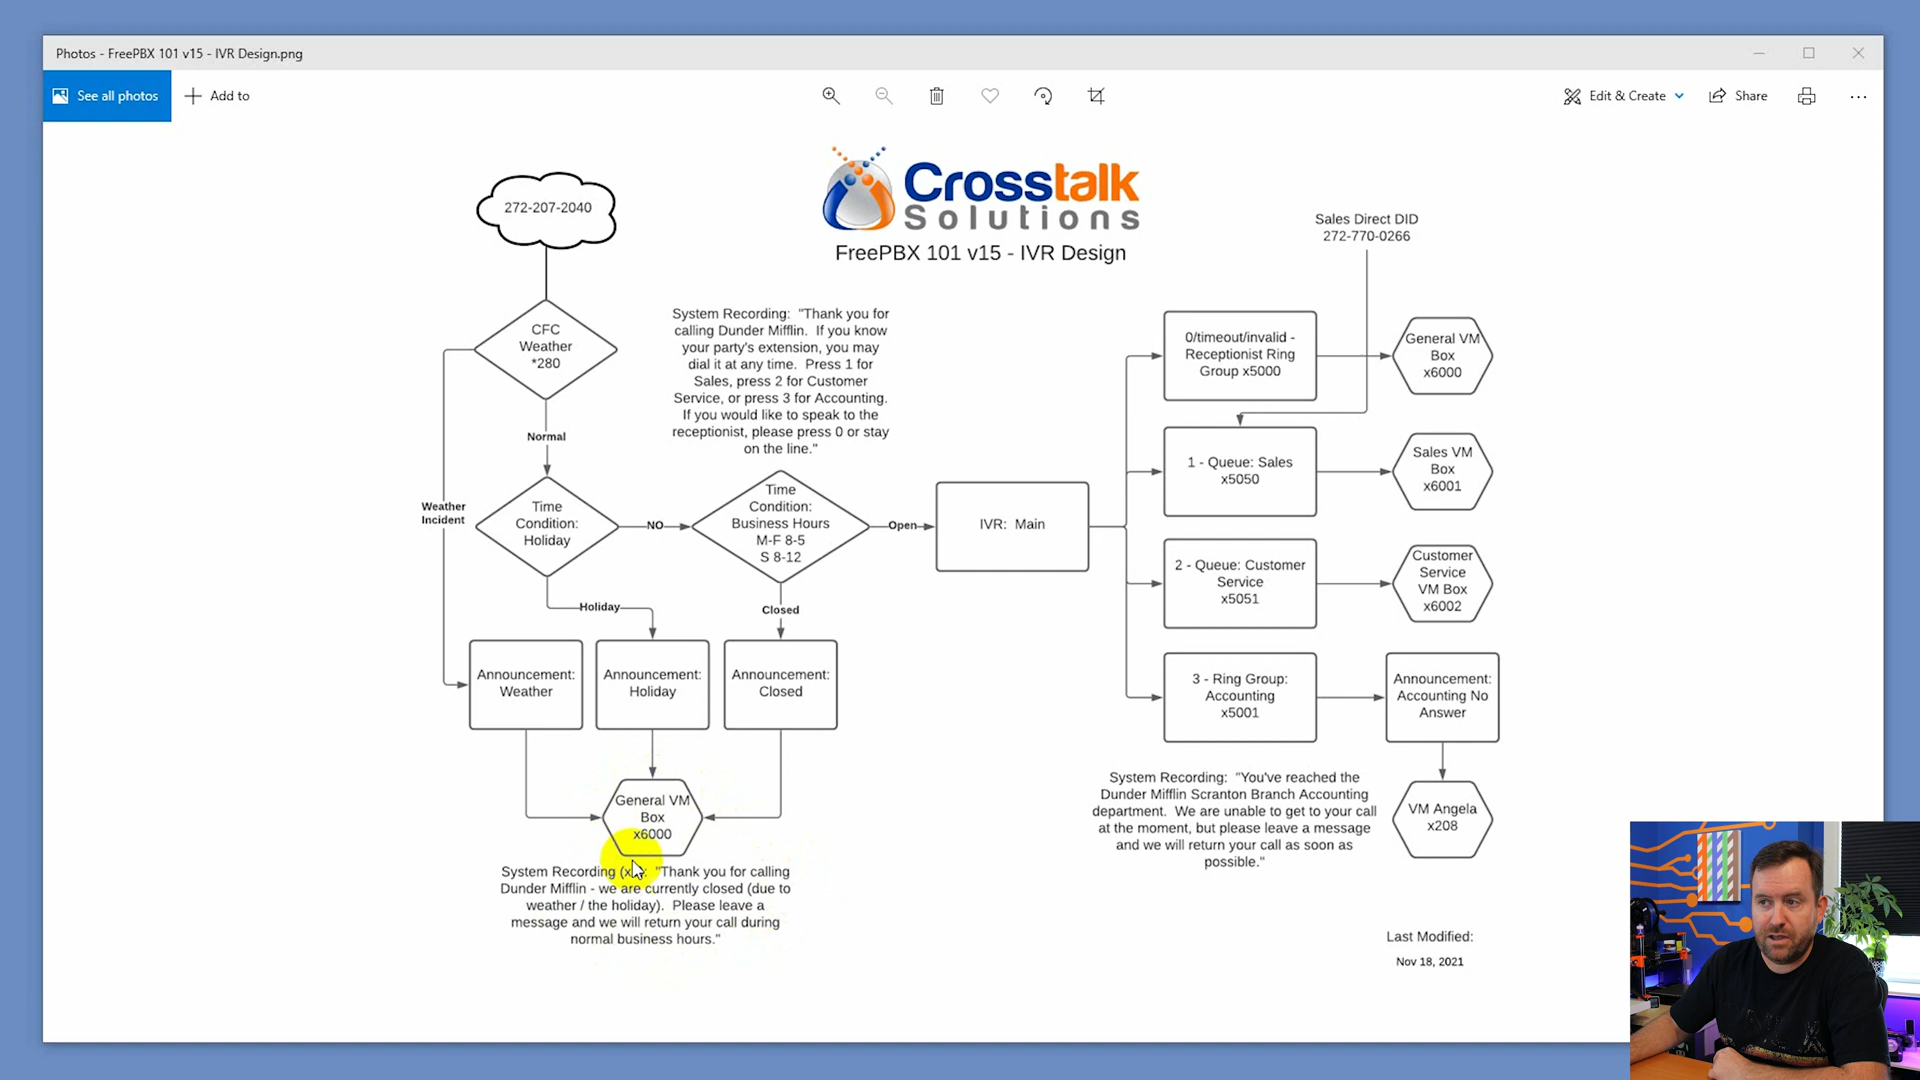 Photos - FreePBX 101 v15 - IVR Design.png
See all photos
Add to
Edit & Create
Share
Crosstalk
Solutions
FreePBX 101 v15 - IVR Design
272-207-2040
CFC
Weather
*280
Normal
Weather
Incident
Time
Condition:
Holiday
NO
Holiday
System Recording: "Thank you for
calling Dunder Mifflin. If you know
your party's extension, you may
dial it at any time. Press 1 for
Sales, press 2 for Customer
Service, or press 3 for Accounting.
If you would like to speak to the
receptionist, please press 0 or stay
on the line."
Time
Condition:
Business Hours
M-F 8-5
S 8-12
Open
Closed
Announcement:
Weather
Announcement:
Holiday
Announcement:
Closed
General VM
Box
x6000
System Recording "Thank you for calling
Dunder Mifflin - we are currently closed (due to
weather / the holiday). Please leave a
message and we will return your call during
normal business hours."
IVR: Main
Sales Direct DID
272-770-0266
0/timeout/invalid -
Receptionist Ring
Group x5000
General VM
Box
x6000
1 - Queue: Sales
x5050
Sales VM
Box
x6001
2 - Queue: Customer
Service
x5051
Customer
Service
VM Box
x6002
3 - Ring Group:
Accounting
x5001
Announcement:
Accounting No
Answer
System Recording: "You've reached the
Dunder Mifflin Scranton Branch Accounting
department. We are unable to get to your call
at the moment, but please leave a message
and we will return your call as soon as
possible."
VM Angela
x208
Last Modified:
Nov 18, 2021